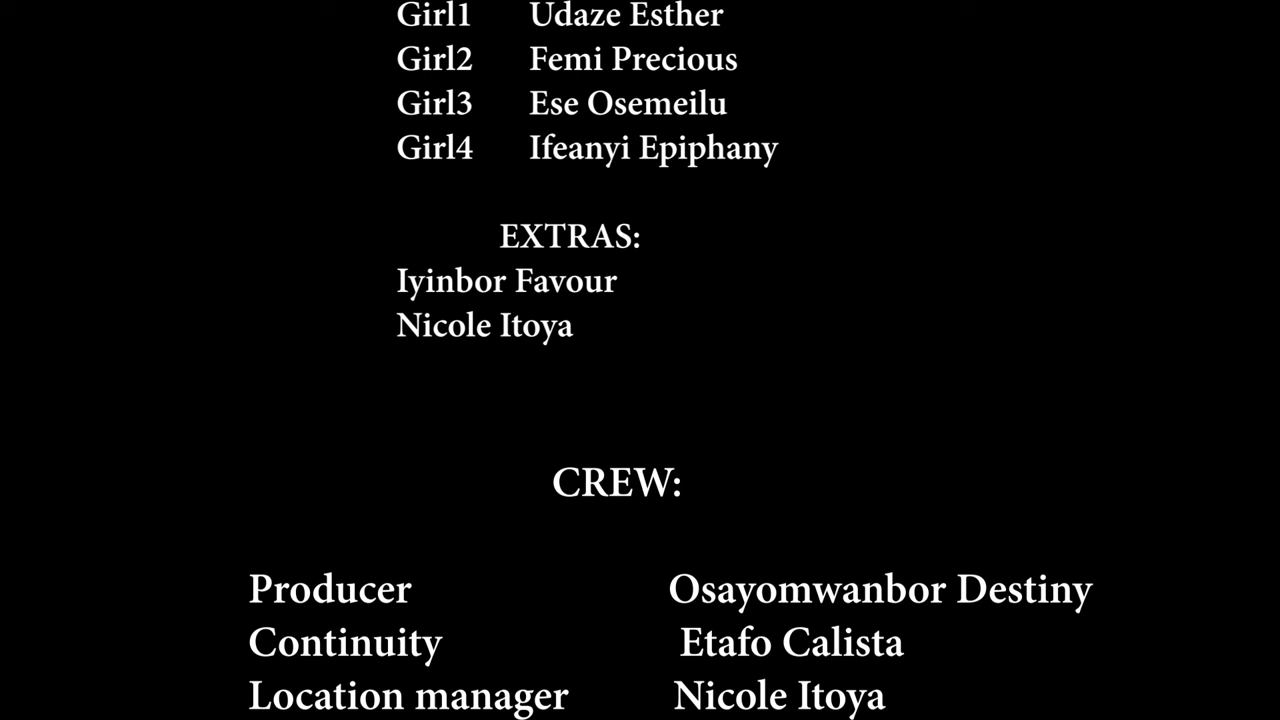 Girl1 Udaze Esther
Girl2 Femi Precious
Girl3 Ese Osemeilu
Girl4 Ifeanyi Epiphany
EXTRAS:
Iyinbor Favour
Nicole Itoya
CREW:
Producer Osayomwanbor Destiny
Continuity Etafo Calista
Location manager Nicole Itoya